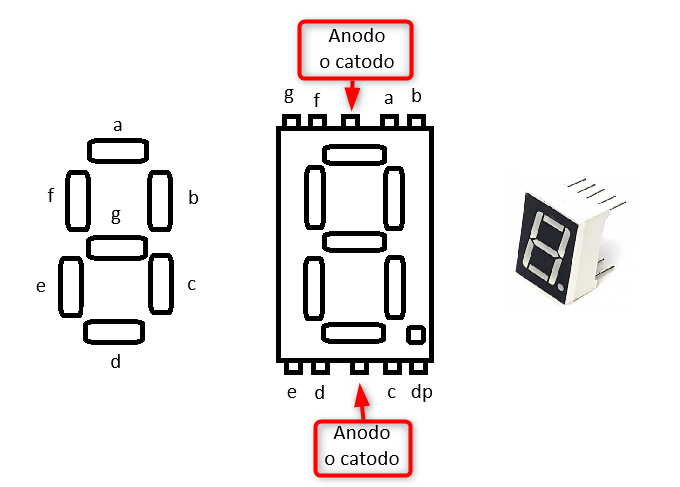 Anodo
o catodo
g f a b
a
f b
g
e c
d
e d c dp
Anodo
o catodo